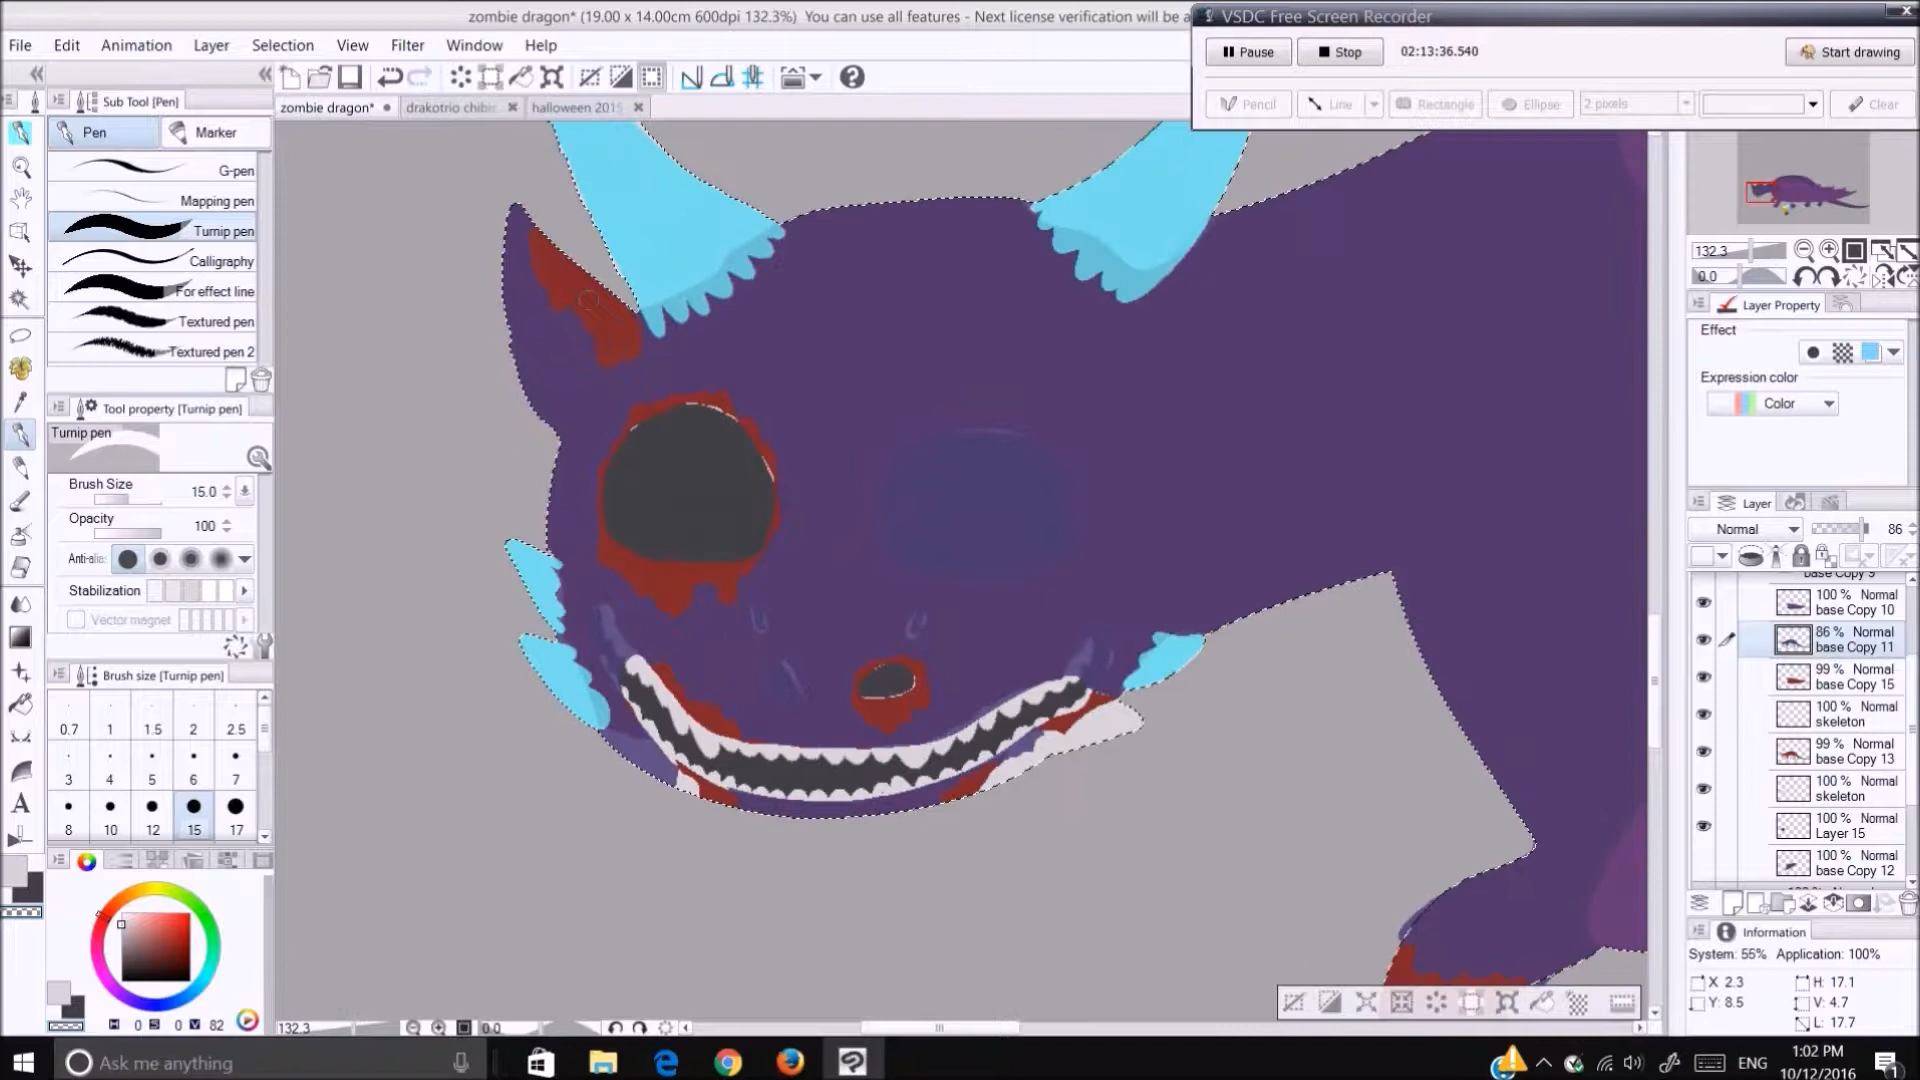 zombie dragon* (19.00 x 14.00cm 600dpi 132.3%) You can use all features - Next license verification will be a
VSDC Free Screen Recorder
File Edit Animation Layer Selection View Filter Window Help
Pause Stop 02:13:36.540 Start drawing
Pencil Line Rectangle Ellipse 2 pixels Clear
Sub Tool [Pen]
zombie dragon* drakotrio chibi halloween 2015
Pen Marker
G-pen
Mapping pen
Turnip pen
Calligraphy
For effect line
Textured pen
Textured pen 2
Tool property [Turnip pen]
Turnip pen
Brush Size 15.0
Opacity 100
Anti-alias
Stabilization
Vector magnet
Brush size [Turnip pen]
0.7 1 1.5 2 2.5
3 4 5 6 7
8 10 12 15 17
H 0 S 0 V 82
132.3
0.0
Layer Property
Effect
Expression color
Color
Layer
Normal 86
base Copy 9
100 % Normal
base Copy 10
86 % Normal
base Copy 11
99 % Normal
base Copy 15
100 % Normal
skeleton
99 % Normal
base Copy 13
100 % Normal
skeleton
100 % Normal
Layer 15
100 % Normal
base Copy 12
Information
System: 55% Application: 100%
X 2.3 H: 17.1
Y: 8.5 V: 4.7
L: 17.7
132.3 0.0
Ask me anything
ENG
1:02 PM
10/12/2016
1